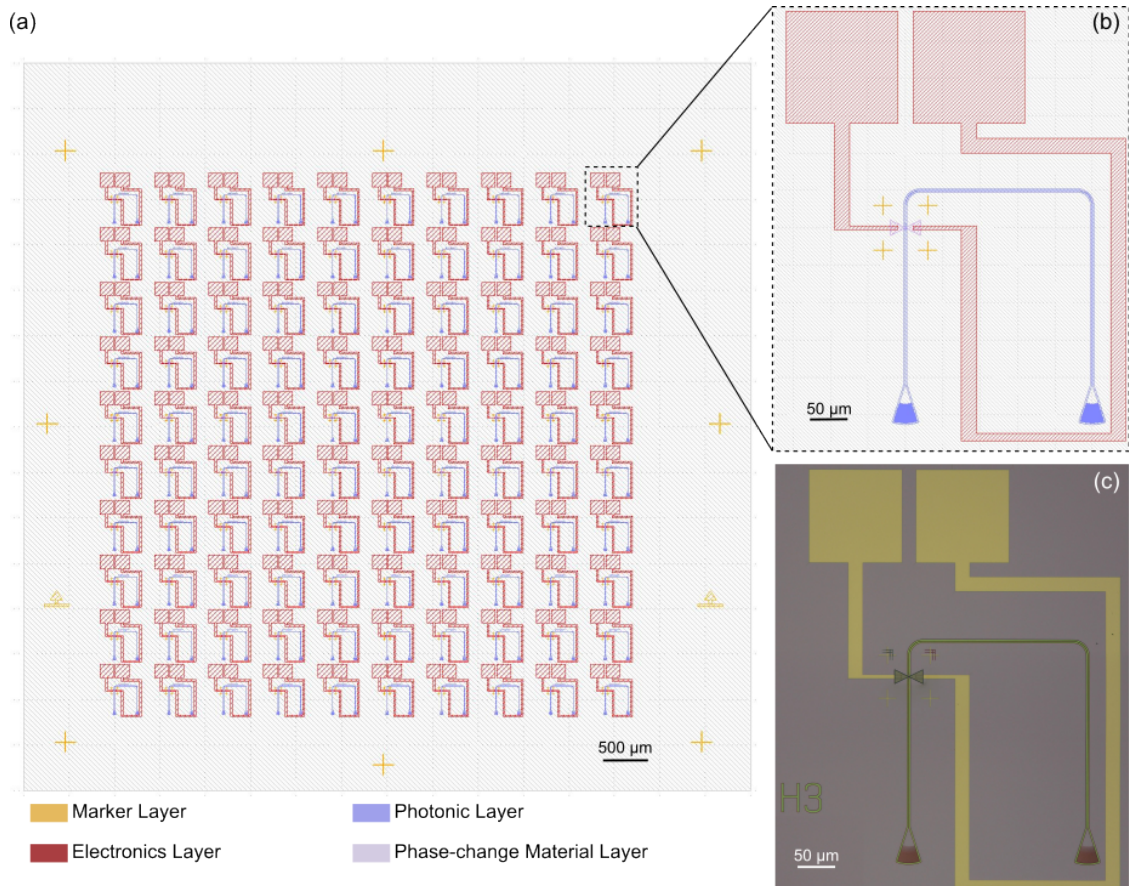 (a)
(b)
50 µm
(c)
H3
50 µm
500 µm
Marker Layer
Photonic Layer
Electronics Layer
Phase-change Material Layer